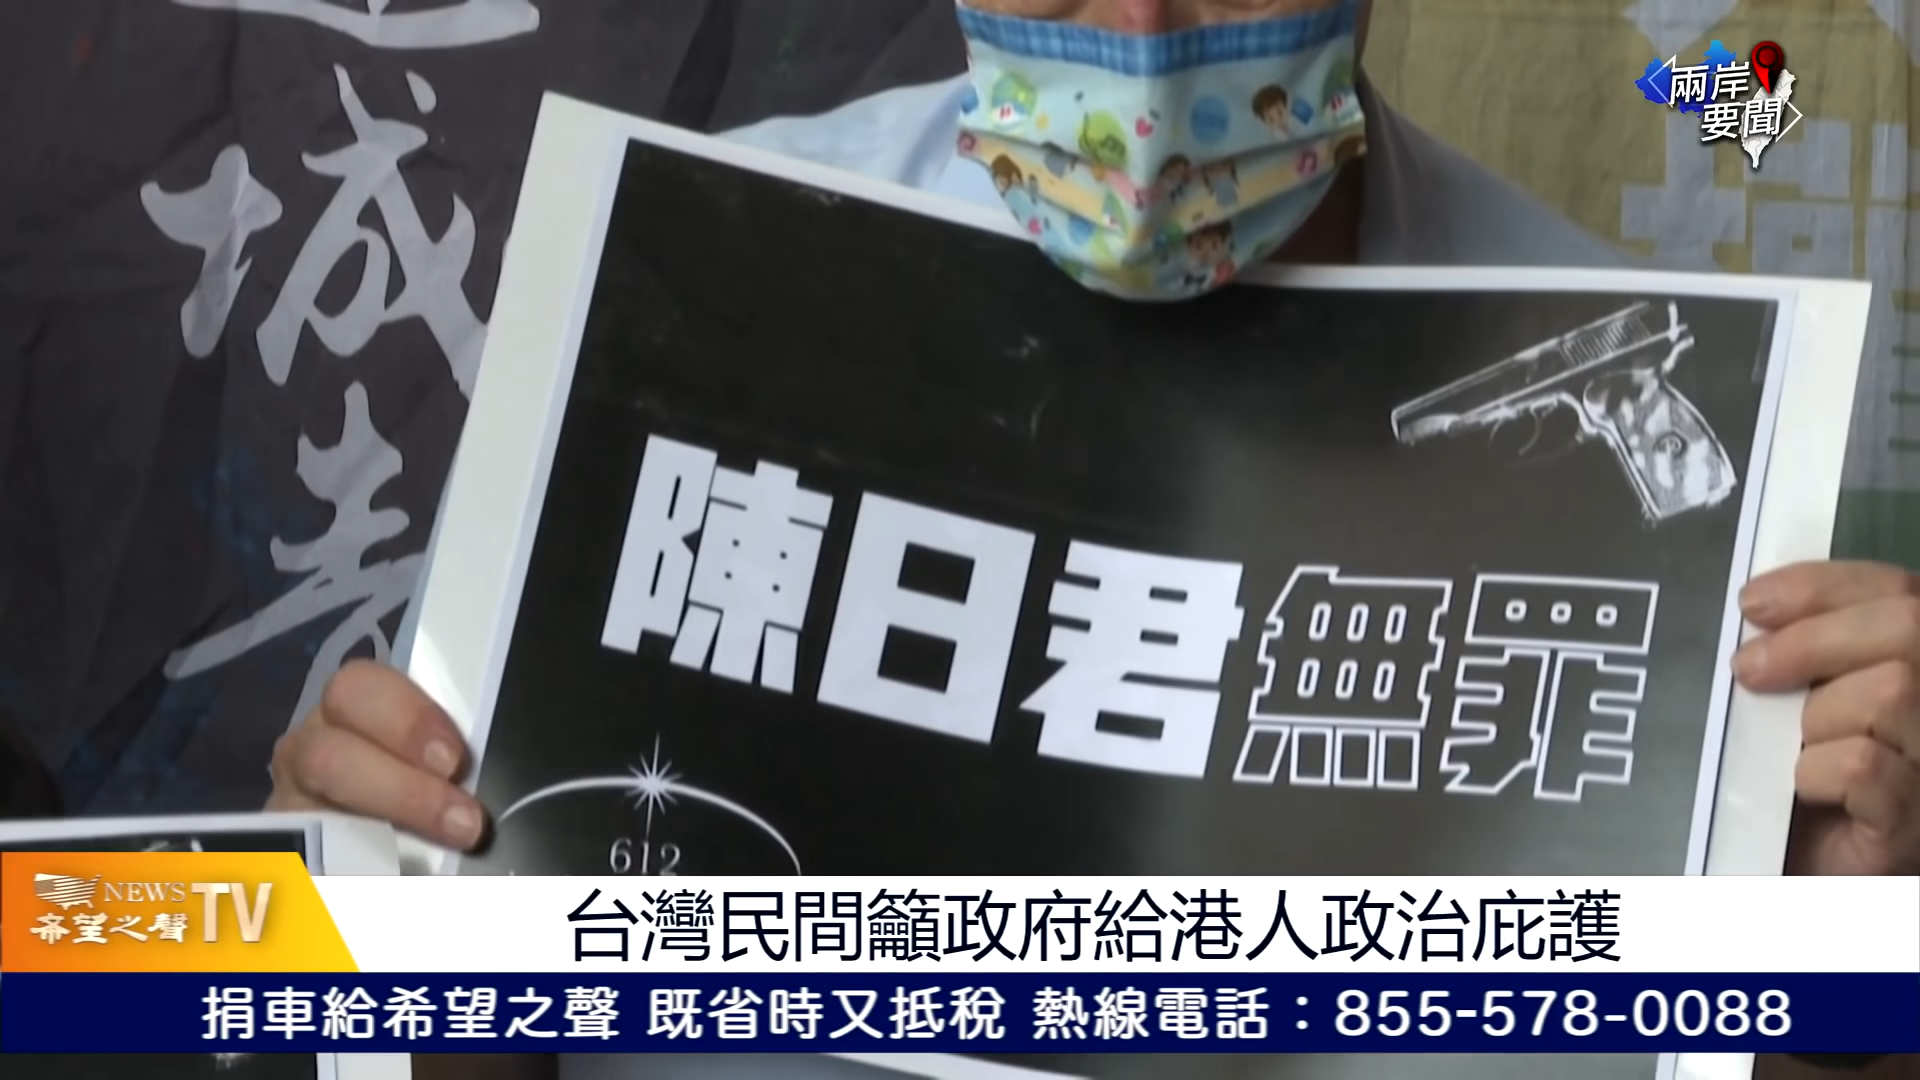 兩岸
要聞
城
青
陳日君無罪
612
NEWS
希望之聲 TV
台灣民間籲政府給港人政治庇護
捐車給希望之聲 既省時又抵稅 熱線電話：855-578-0088